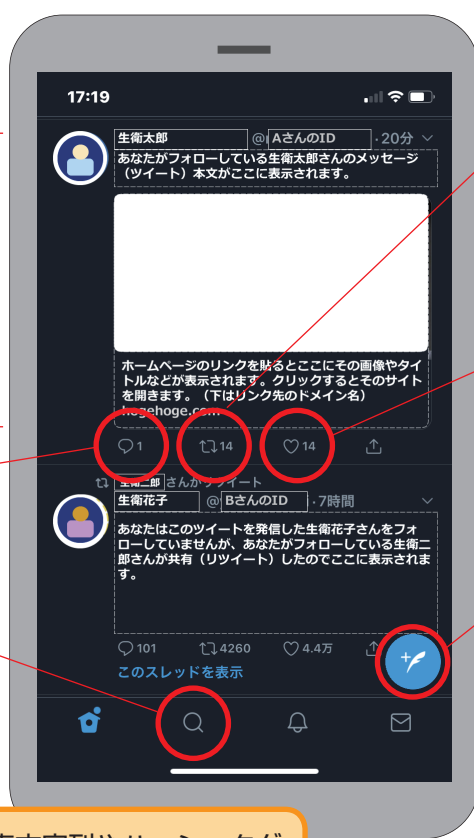 17:19
生衛太郎 @ AさんのID ・20分
あなたがフォローしている生衛太郎さんのメッセージ
（ツイート）本文がここに表示されます。
ホームページのリンクを貼るとここにその画像やタイ
トルなどが表示されます。クリックするとそのサイト
を開きます。（下はリンク先のドメイン名）
hogehoge.com
1 14 14
生衛二郎 さんがリツイート
生衛花子 @ BさんのID ・7時間
あなたはこのツイートを発信した生衛花子さんをフォ
ローしていませんが、あなたがフォローしている生衛二
郎さんが共有（リツイート）したのでここに表示されま
す。
101 4260 4.4万
このスレッドを表示